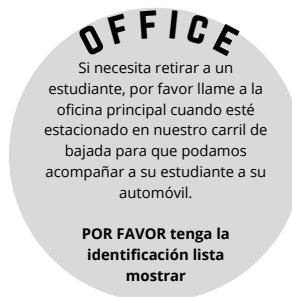 OFFICE
Si necesita retirar a un
estudiante, por favor llame a la
oficina principal cuando esté
estacionado en nuestro carril de
bajada para que podamos
acompañar a su estudiante a su
automóvil.
POR FAVOR tenga la
identificación lista
mostrar